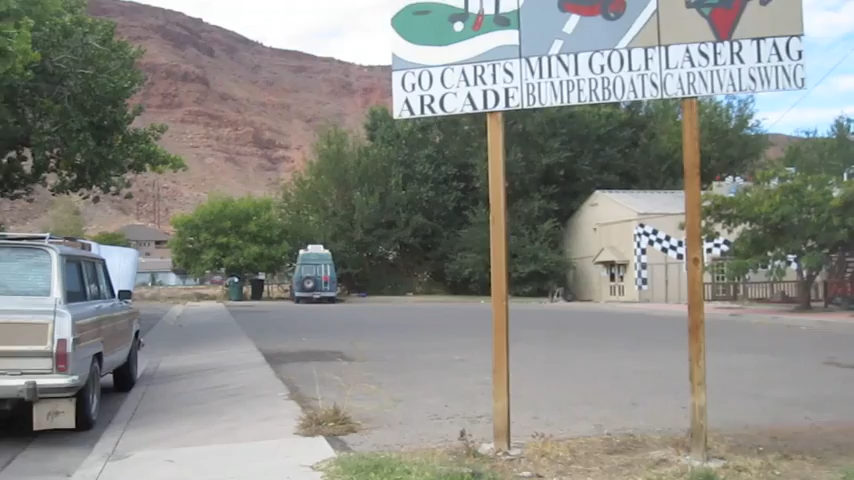 GO CARTS MINI GOLF LASER TAG
ARCADE BUMPERBOATS CARNIVALSWING